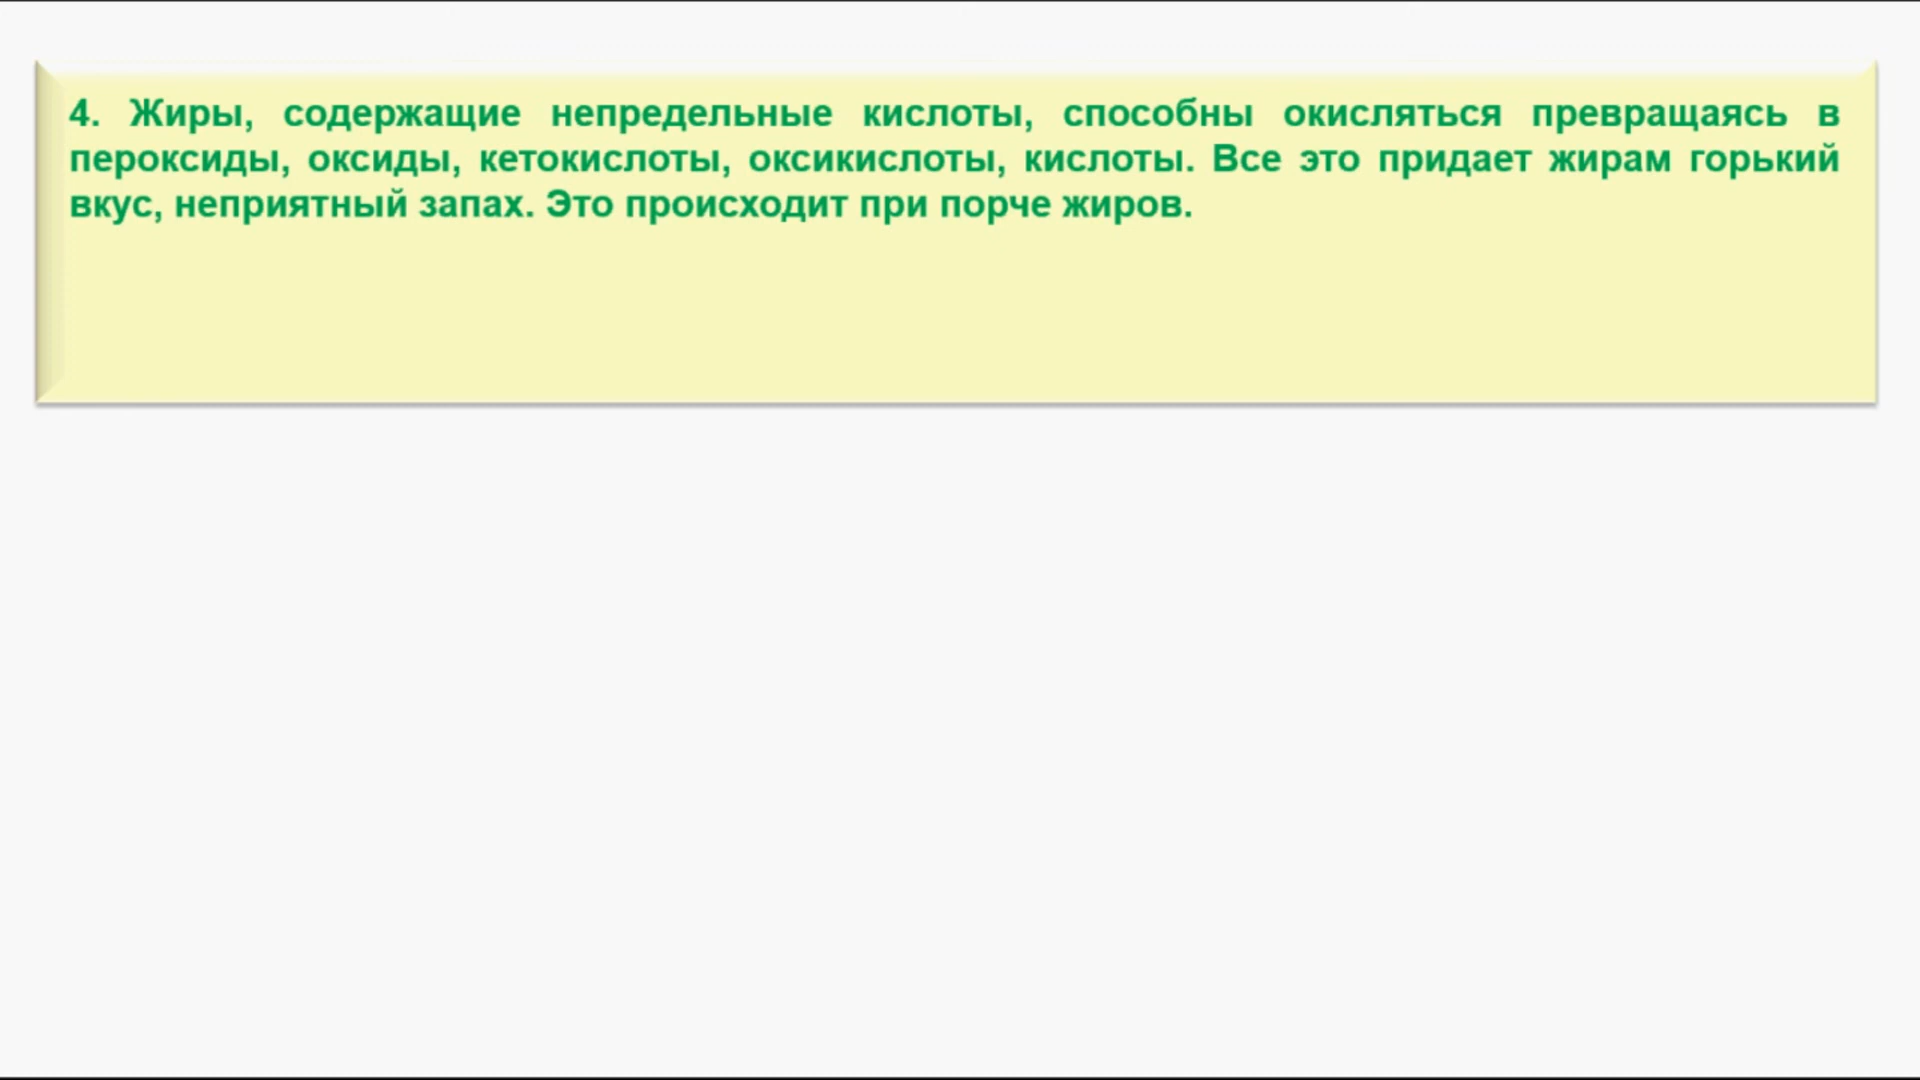 4. Жиры, содержащие непредельные кислоты, способны окисляться превращаясь в
пероксиды, оксиды, кетокислоты, оксикислоты, кислоты. Все это придает жирам горький
вкус, неприятный запах. Это происходит при порче жиров.